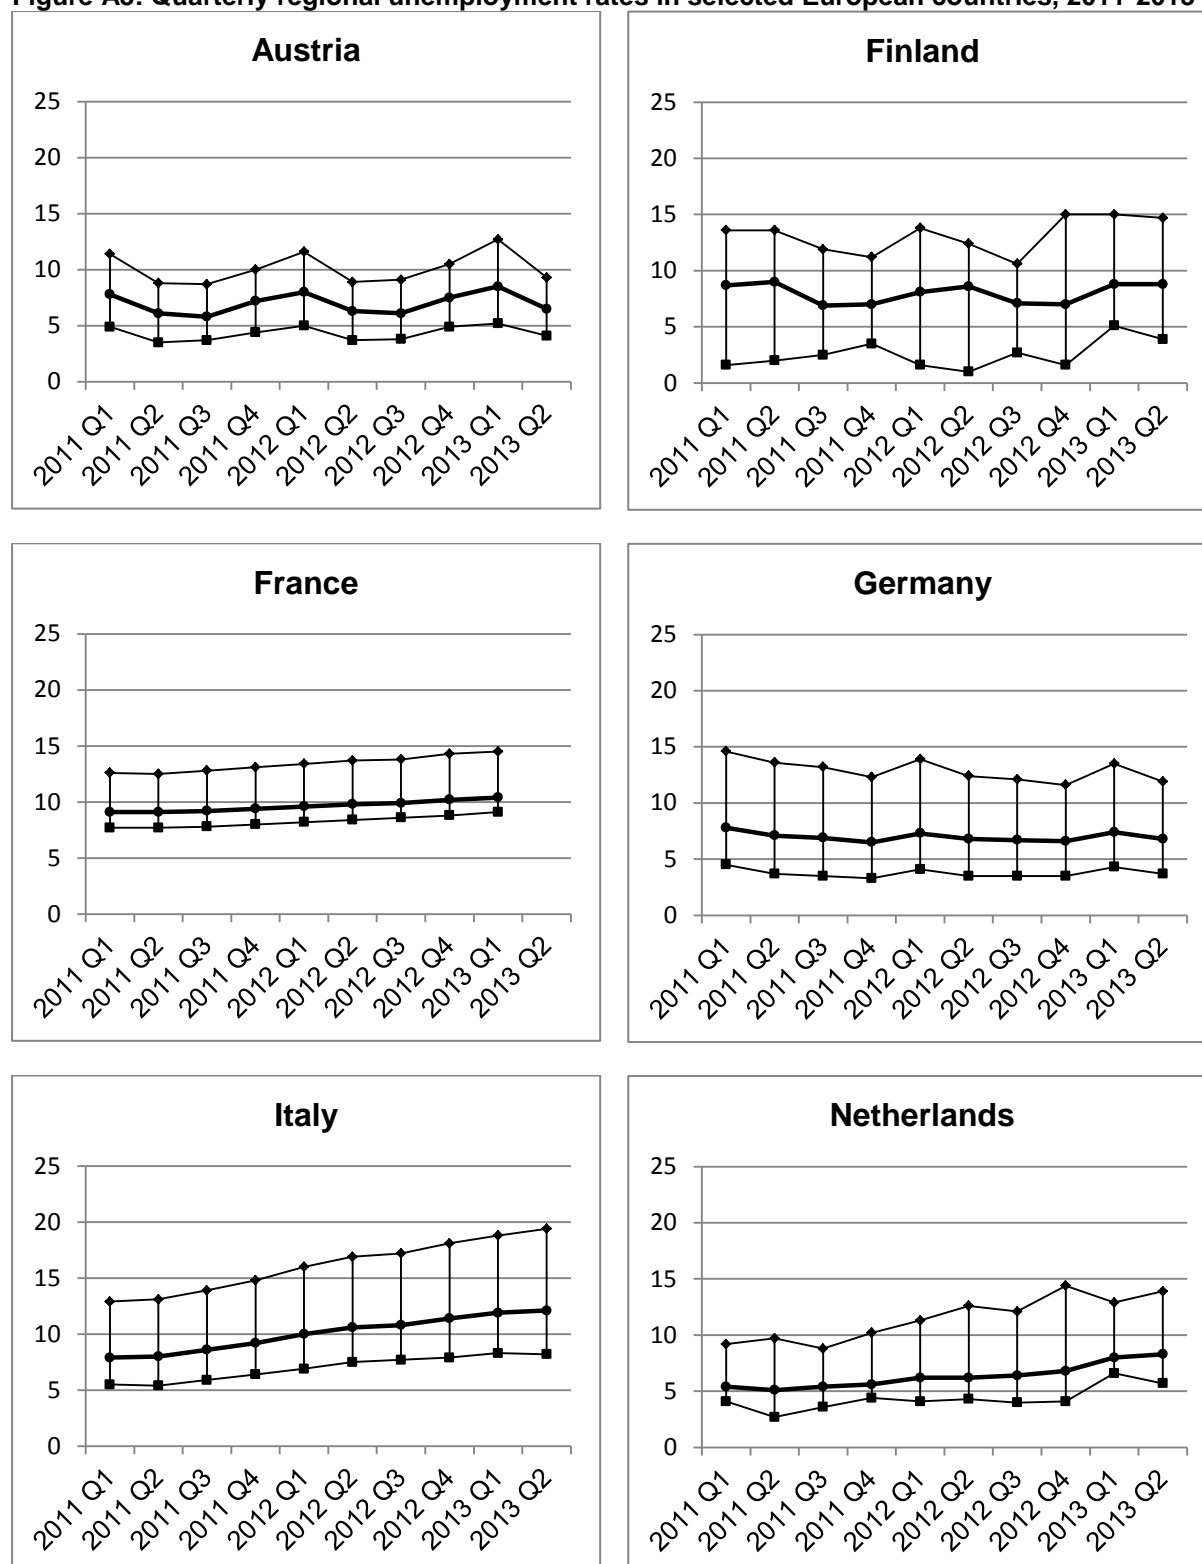 Figure A3: Quarterly regional unemployment rates in selected European countries, 2011-2013
Austria
25
20
15
10
5
0
2011 Q1
2011 Q2
2011 Q3
2011 Q4
2012 Q1
2012 Q2
2012 Q3
2012 Q4
2013 Q1
2013 Q2
Finland
25
20
15
10
5
0
2011 Q1
2011 Q2
2011 Q3
2011 Q4
2012 Q1
2012 Q2
2012 Q3
2012 Q4
2013 Q1
2013 Q2
France
25
20
15
10
5
0
2011 Q1
2011 Q2
2011 Q3
2011 Q4
2012 Q1
2012 Q2
2012 Q3
2012 Q4
2013 Q1
2013 Q2
Germany
25
20
15
10
5
0
2011 Q1
2011 Q2
2011 Q3
2011 Q4
2012 Q1
2012 Q2
2012 Q3
2012 Q4
2013 Q1
2013 Q2
Italy
25
20
15
10
5
0
2011 Q1
2011 Q2
2011 Q3
2011 Q4
2012 Q1
2012 Q2
2012 Q3
2012 Q4
2013 Q1
2013 Q2
Netherlands
25
20
15
10
5
0
2011 Q1
2011 Q2
2011 Q3
2011 Q4
2012 Q1
2012 Q2
2012 Q3
2012 Q4
2013 Q1
2013 Q2